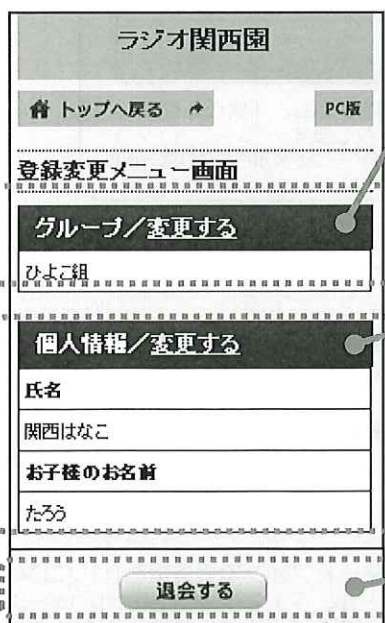 ラジオ関西園
トップへ戻る
PC版
登録変更メニュー画面
グループ/変更する
ひよこ組
個人情報/変更する
氏名
関西はなこ
お子様のお名前
たろう
退会する